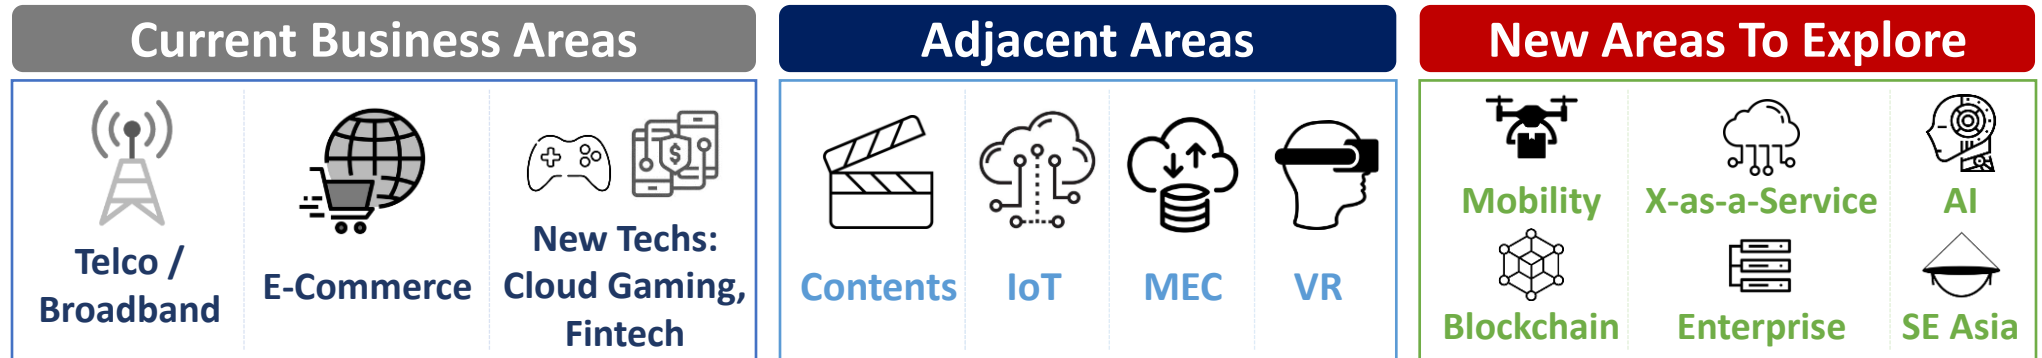 Current Business Areas
Telco /
Broadband
E-Commerce
$
New Techs:
Cloud Gaming,
Fintech
Adjacent Areas
Contents
IoT
MEC
VR
New Areas To Explore
Mobility
X-as-a-Service
AI
Blockchain
Enterprise
SE Asia